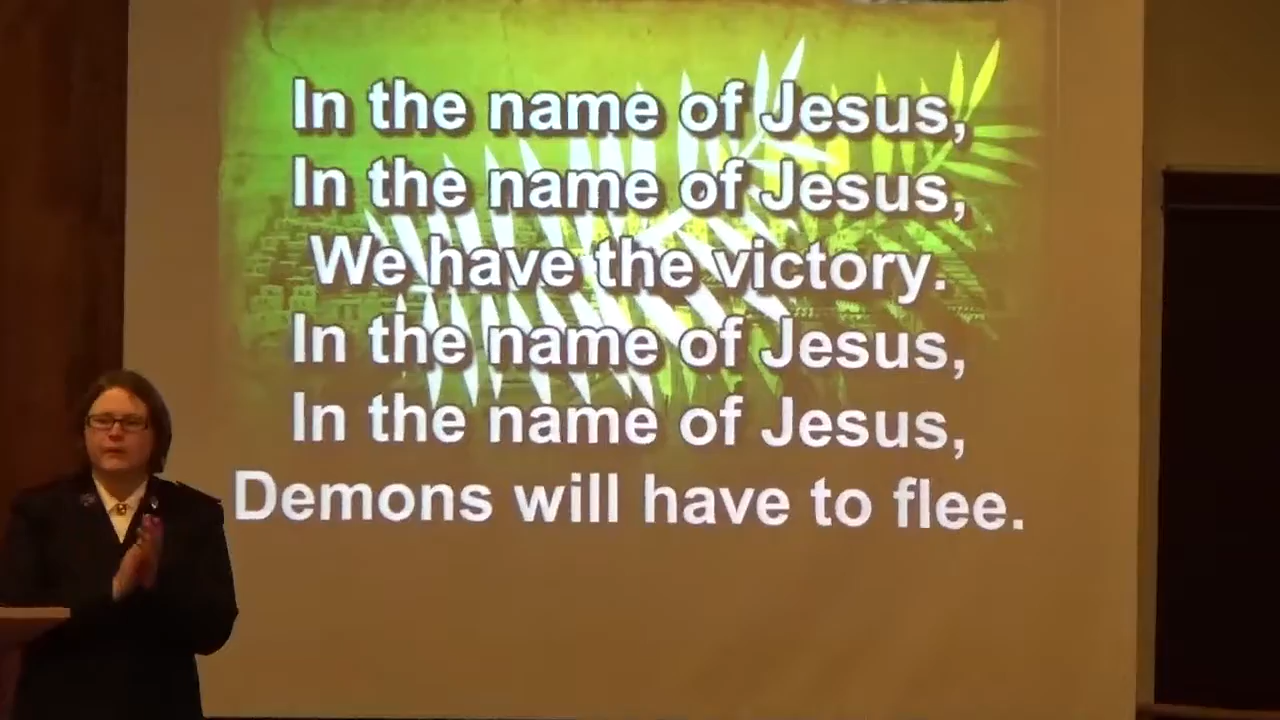 In the name of Jesus,
In the name of Jesus,
We have the victory.
In the name of Jesus,
In the name of Jesus,
Demons will have to flee.